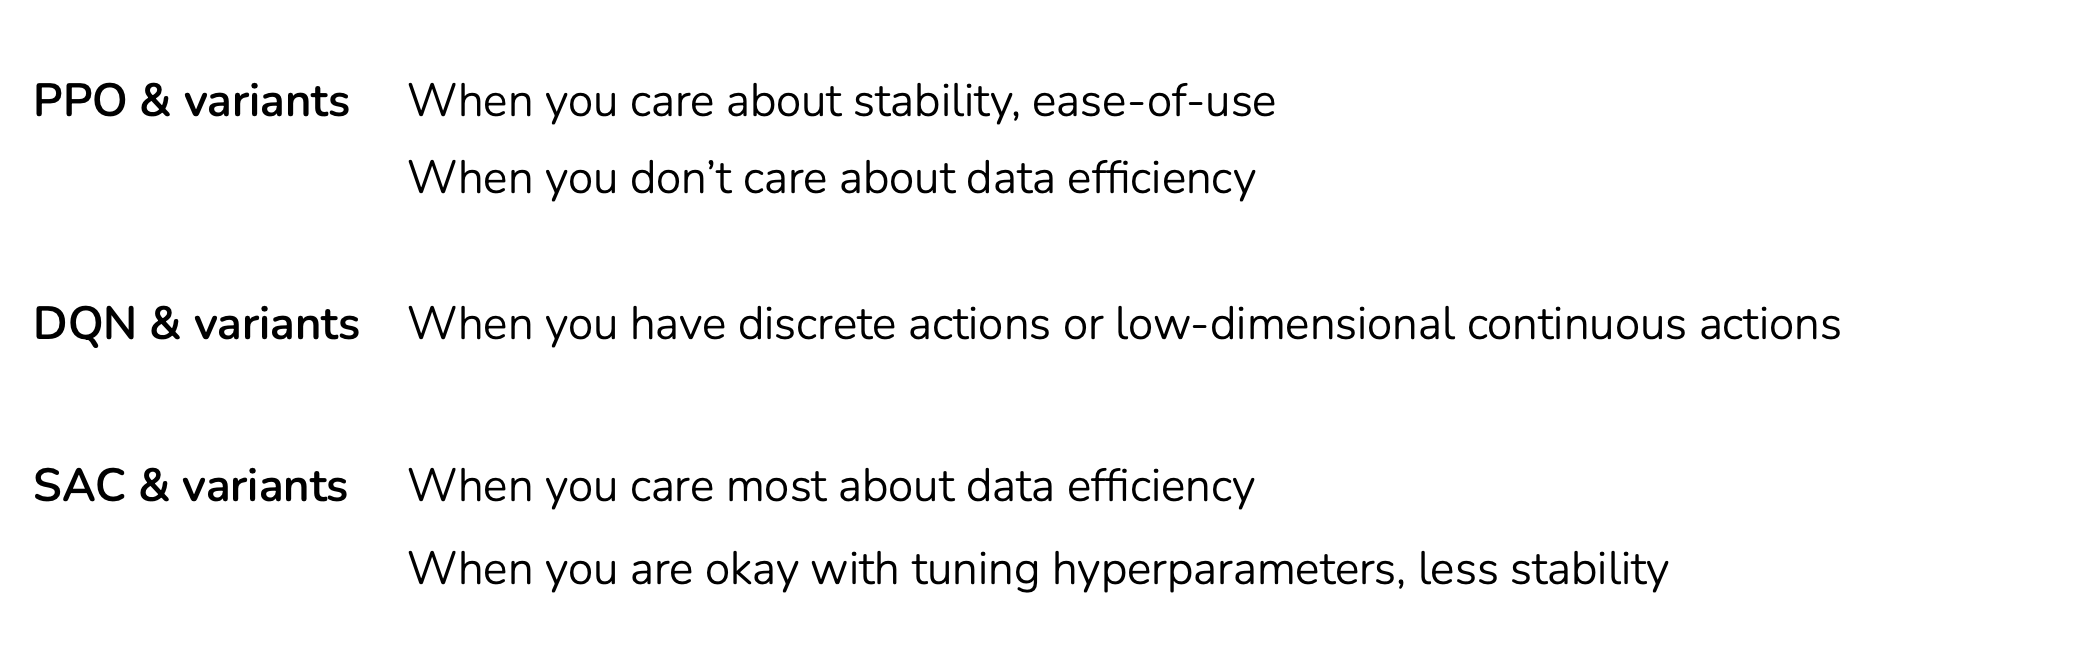 PPO & variants When you care about stability, ease-of-use
When you don’t care about data efficiency
DQN & variants When you have discrete actions or low-dimensional continuous actions
SAC & variants When you care most about data efficiency
When you are okay with tuning hyperparameters, less stability